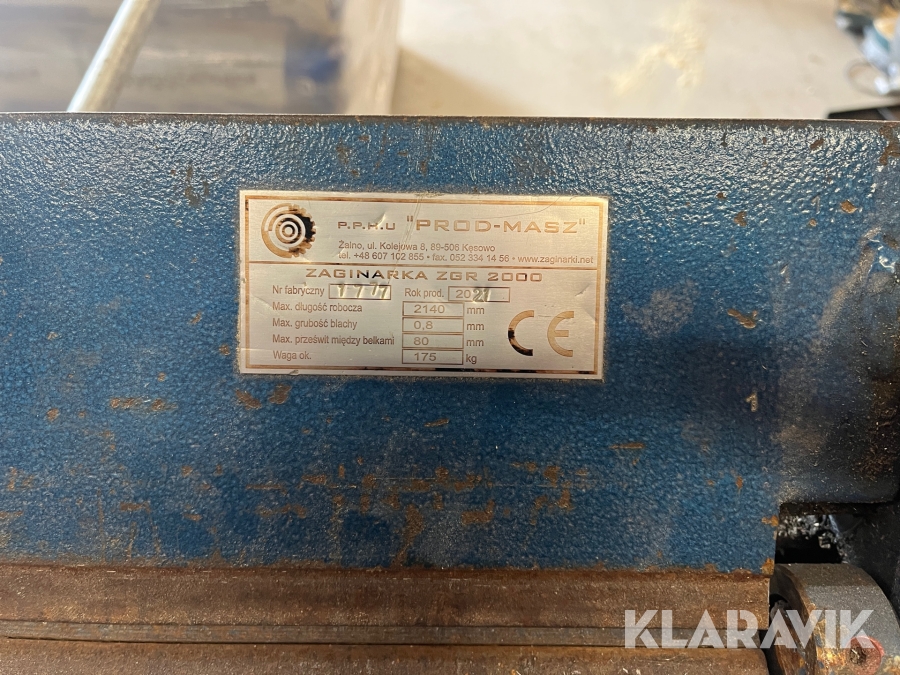 P.P.H.U "PROD-MASZ"
Żalno, ul. Kolejowa 8, 89-506 Kęsowo
tel. +48 607 102 855 • fax. 052 334 14 56 • www.zaginarki.net
ZAGINARKA ZGR 2000
Nr fabryczny Rok prod. 2021
Max. długość robocza 2140 mm
Max. grubość blachy 0,8 mm
Max. prześwit między belkami 80 mm
Waga ok. 175 kg
CE
KLARAVIK